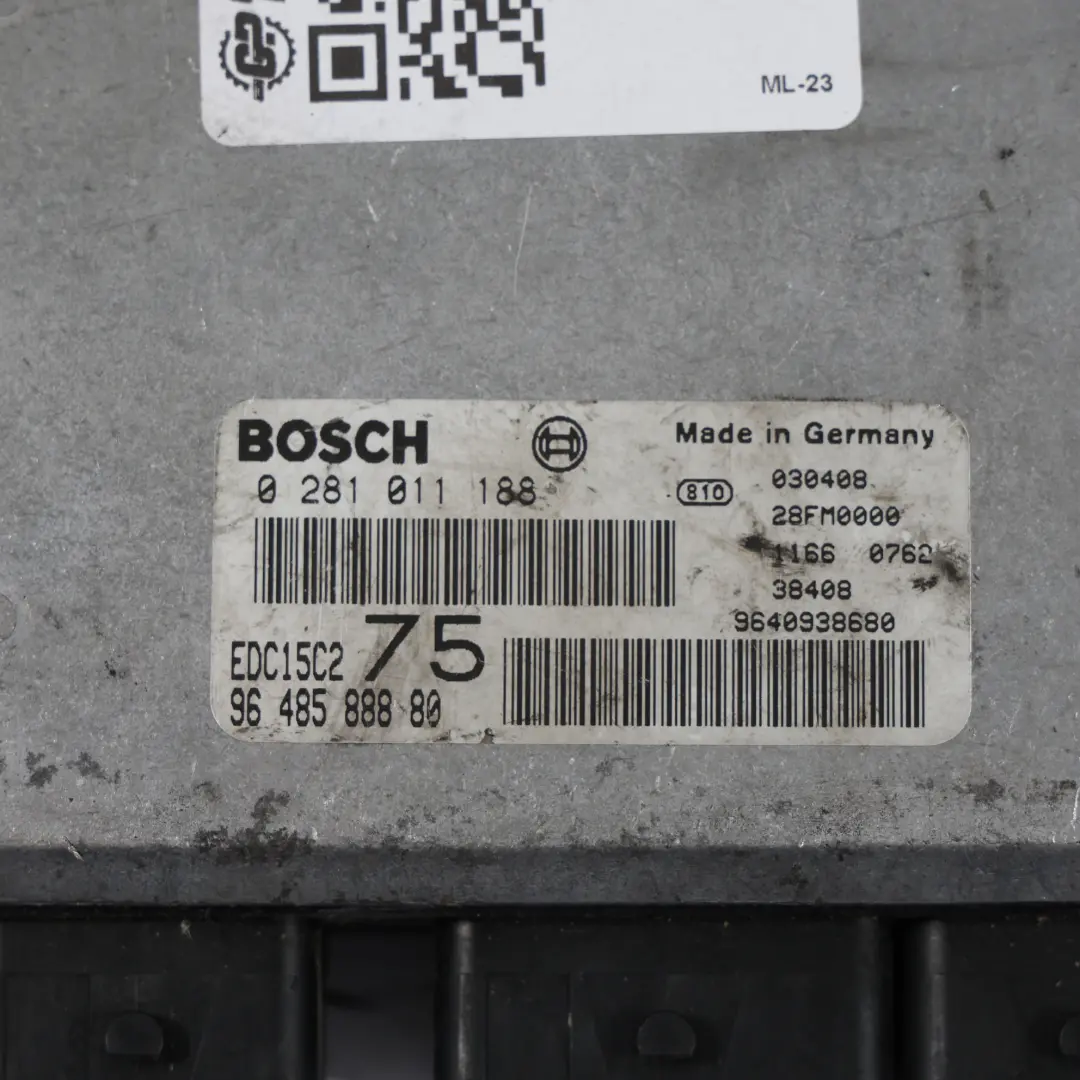 ML-23
BOSCH
Made in Germany
0 281 011 188
810
030408
28FM0000
1166 0762
38408
9640938680
EDC15C2 75
96 485 888 80